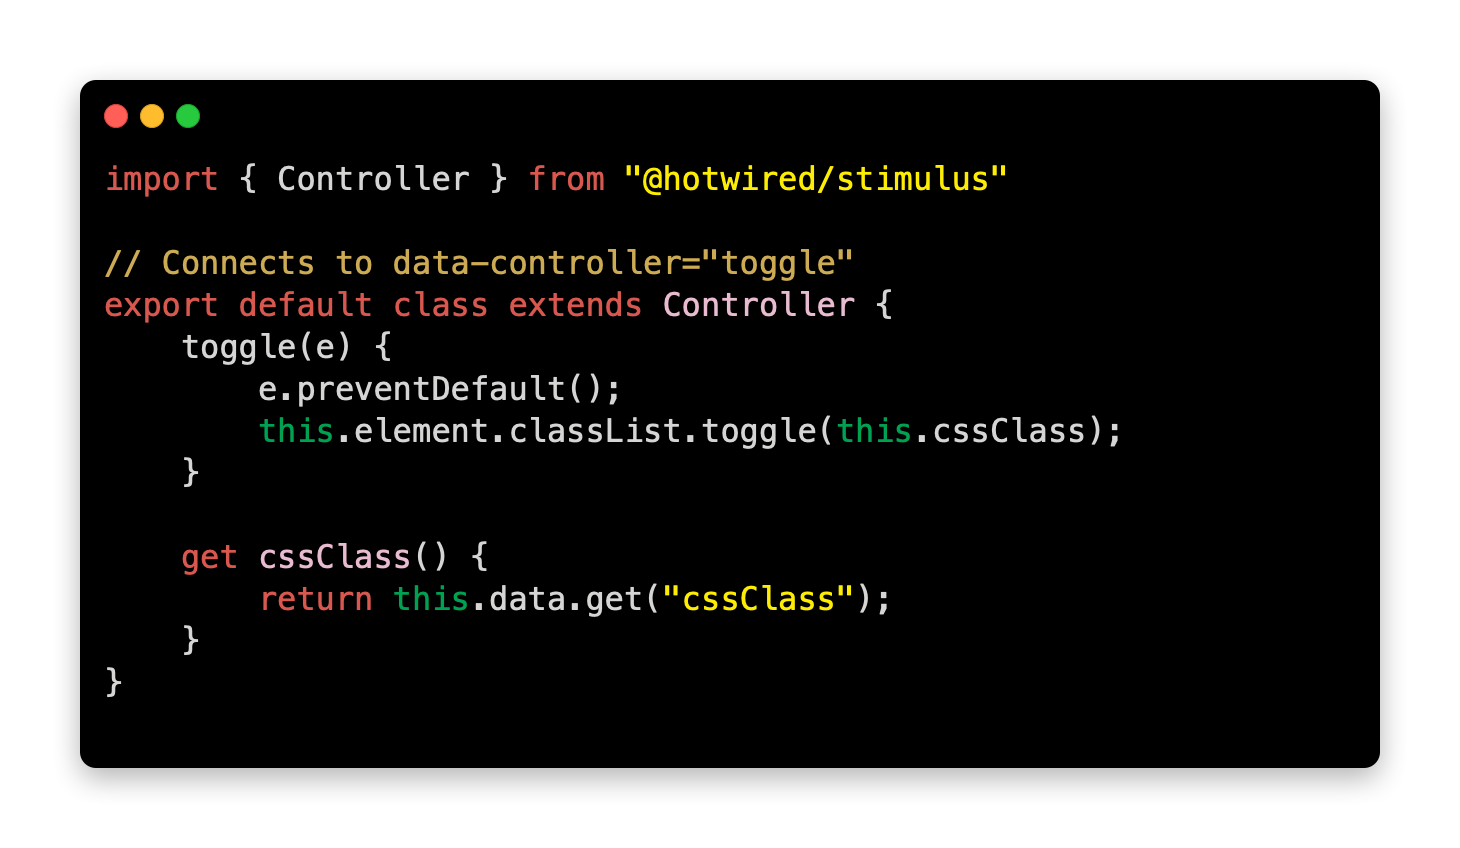 import { Controller } from "@hotwired/stimulus"

// Connects to data-controller="toggle"
export default class extends Controller {
    toggle(e) {
        e.preventDefault();
        this.element.classList.toggle(this.cssClass);
    }

    get cssClass() {
        return this.data.get("cssClass");
    }
}